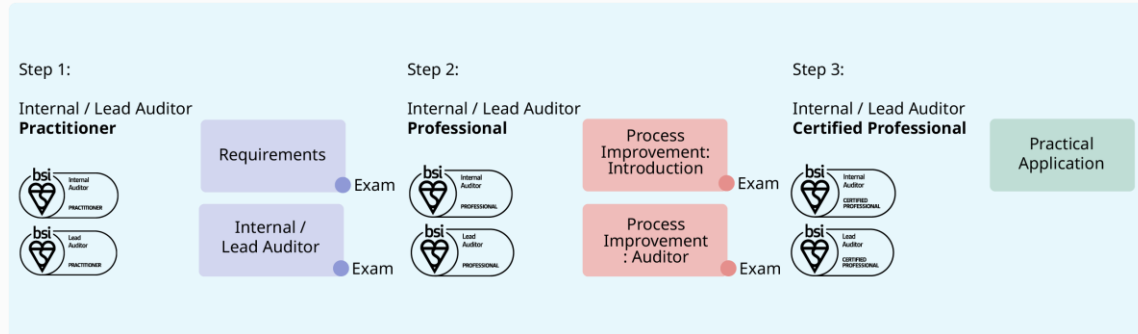 Step 1:
Internal / Lead Auditor
Practitioner
bsi
Internal
Auditor
PRACTITIONER
bsi
Lead
Auditor
PRACTITIONER
Requirements
Exam
Internal /
Lead Auditor
Exam
Step 2:
Internal / Lead Auditor
Professional
bsi
Internal
Auditor
PROFESSIONAL
bsi
Lead
Auditor
PROFESSIONAL
Process
Improvement:
Introduction
Exam
Process
Improvement
: Auditor
Exam
Step 3:
Internal / Lead Auditor
Certified Professional
bsi
Internal
Auditor
CERTIFIED
PROFESSIONAL
bsi
Lead
Auditor
CERTIFIED
PROFESSIONAL
Practical
Application